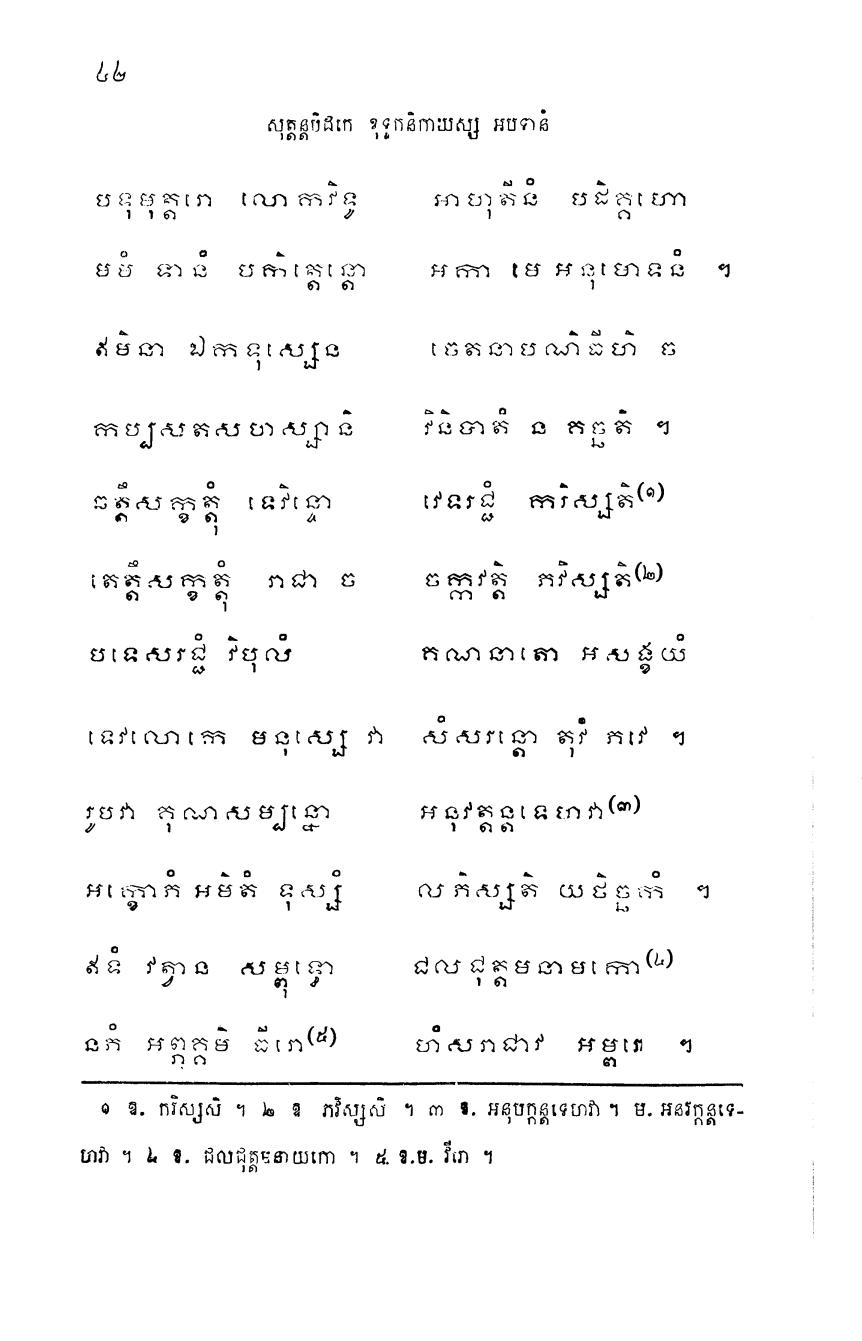 ៤២
សុត្តន្តបិដកេ ខុទ្ទកនិកាយស្ស អបទានំ
បទុមុត្តរោ លោកវិទូ អាហុតីនំ បដិគ្គហោ
មមំ ទានំ បកិត្តេន្តោ អកា មេ អនុមោទនំ ។
ឥមិនា ឯកទុស្សេន ចេតនាបណិធីហិ ច
កប្បសតសហស្សានិ វិនិបាតំ ន គច្ឆតិ ។
ឆត្តឹសក្ខត្តុំ ទេវិន្ទោ ទេវរជ្ជំ ករិស្សតិ(១)
តេត្តឹសក្ខត្តុំ រាជា ច ចក្កវត្តិ ភវិស្សតិ(២)
បទេសរជ្ជំ វិបុលំ គណនាតោ អសង្ខយំ
ទេវលោកេ មនុស្សេ វា សំសរន្តោ តុវំ ភវេ ។
រូបវា គុណសម្បន្នោ អនុវត្តន្តទេហវា(៣)
អក្ខោភំ អមិតំ ទុស្សំ លភិស្សតិ យថិច្ឆកំ ។
ឥទំ វត្វាន សម្ពុទ្ធោ ជលជុត្តមនាមកោ(៤)
នភំ អព្ភុគ្គមិ ធីរោ(៥) ហំសរាជាវ អម្ពរេ ។
១ ឱ. ករិស្សសិ ។ ២ ឱ ភវិស្សសិ ។ ៣ ឱ. អនុបក្កន្តទេហវា ។ ម. អនវក្កន្តទេ-
ហវា ។ ៤ ឱ. ជលជុត្តមនាយកោ ។ ៥. ឱ.ម. វីរោ ។